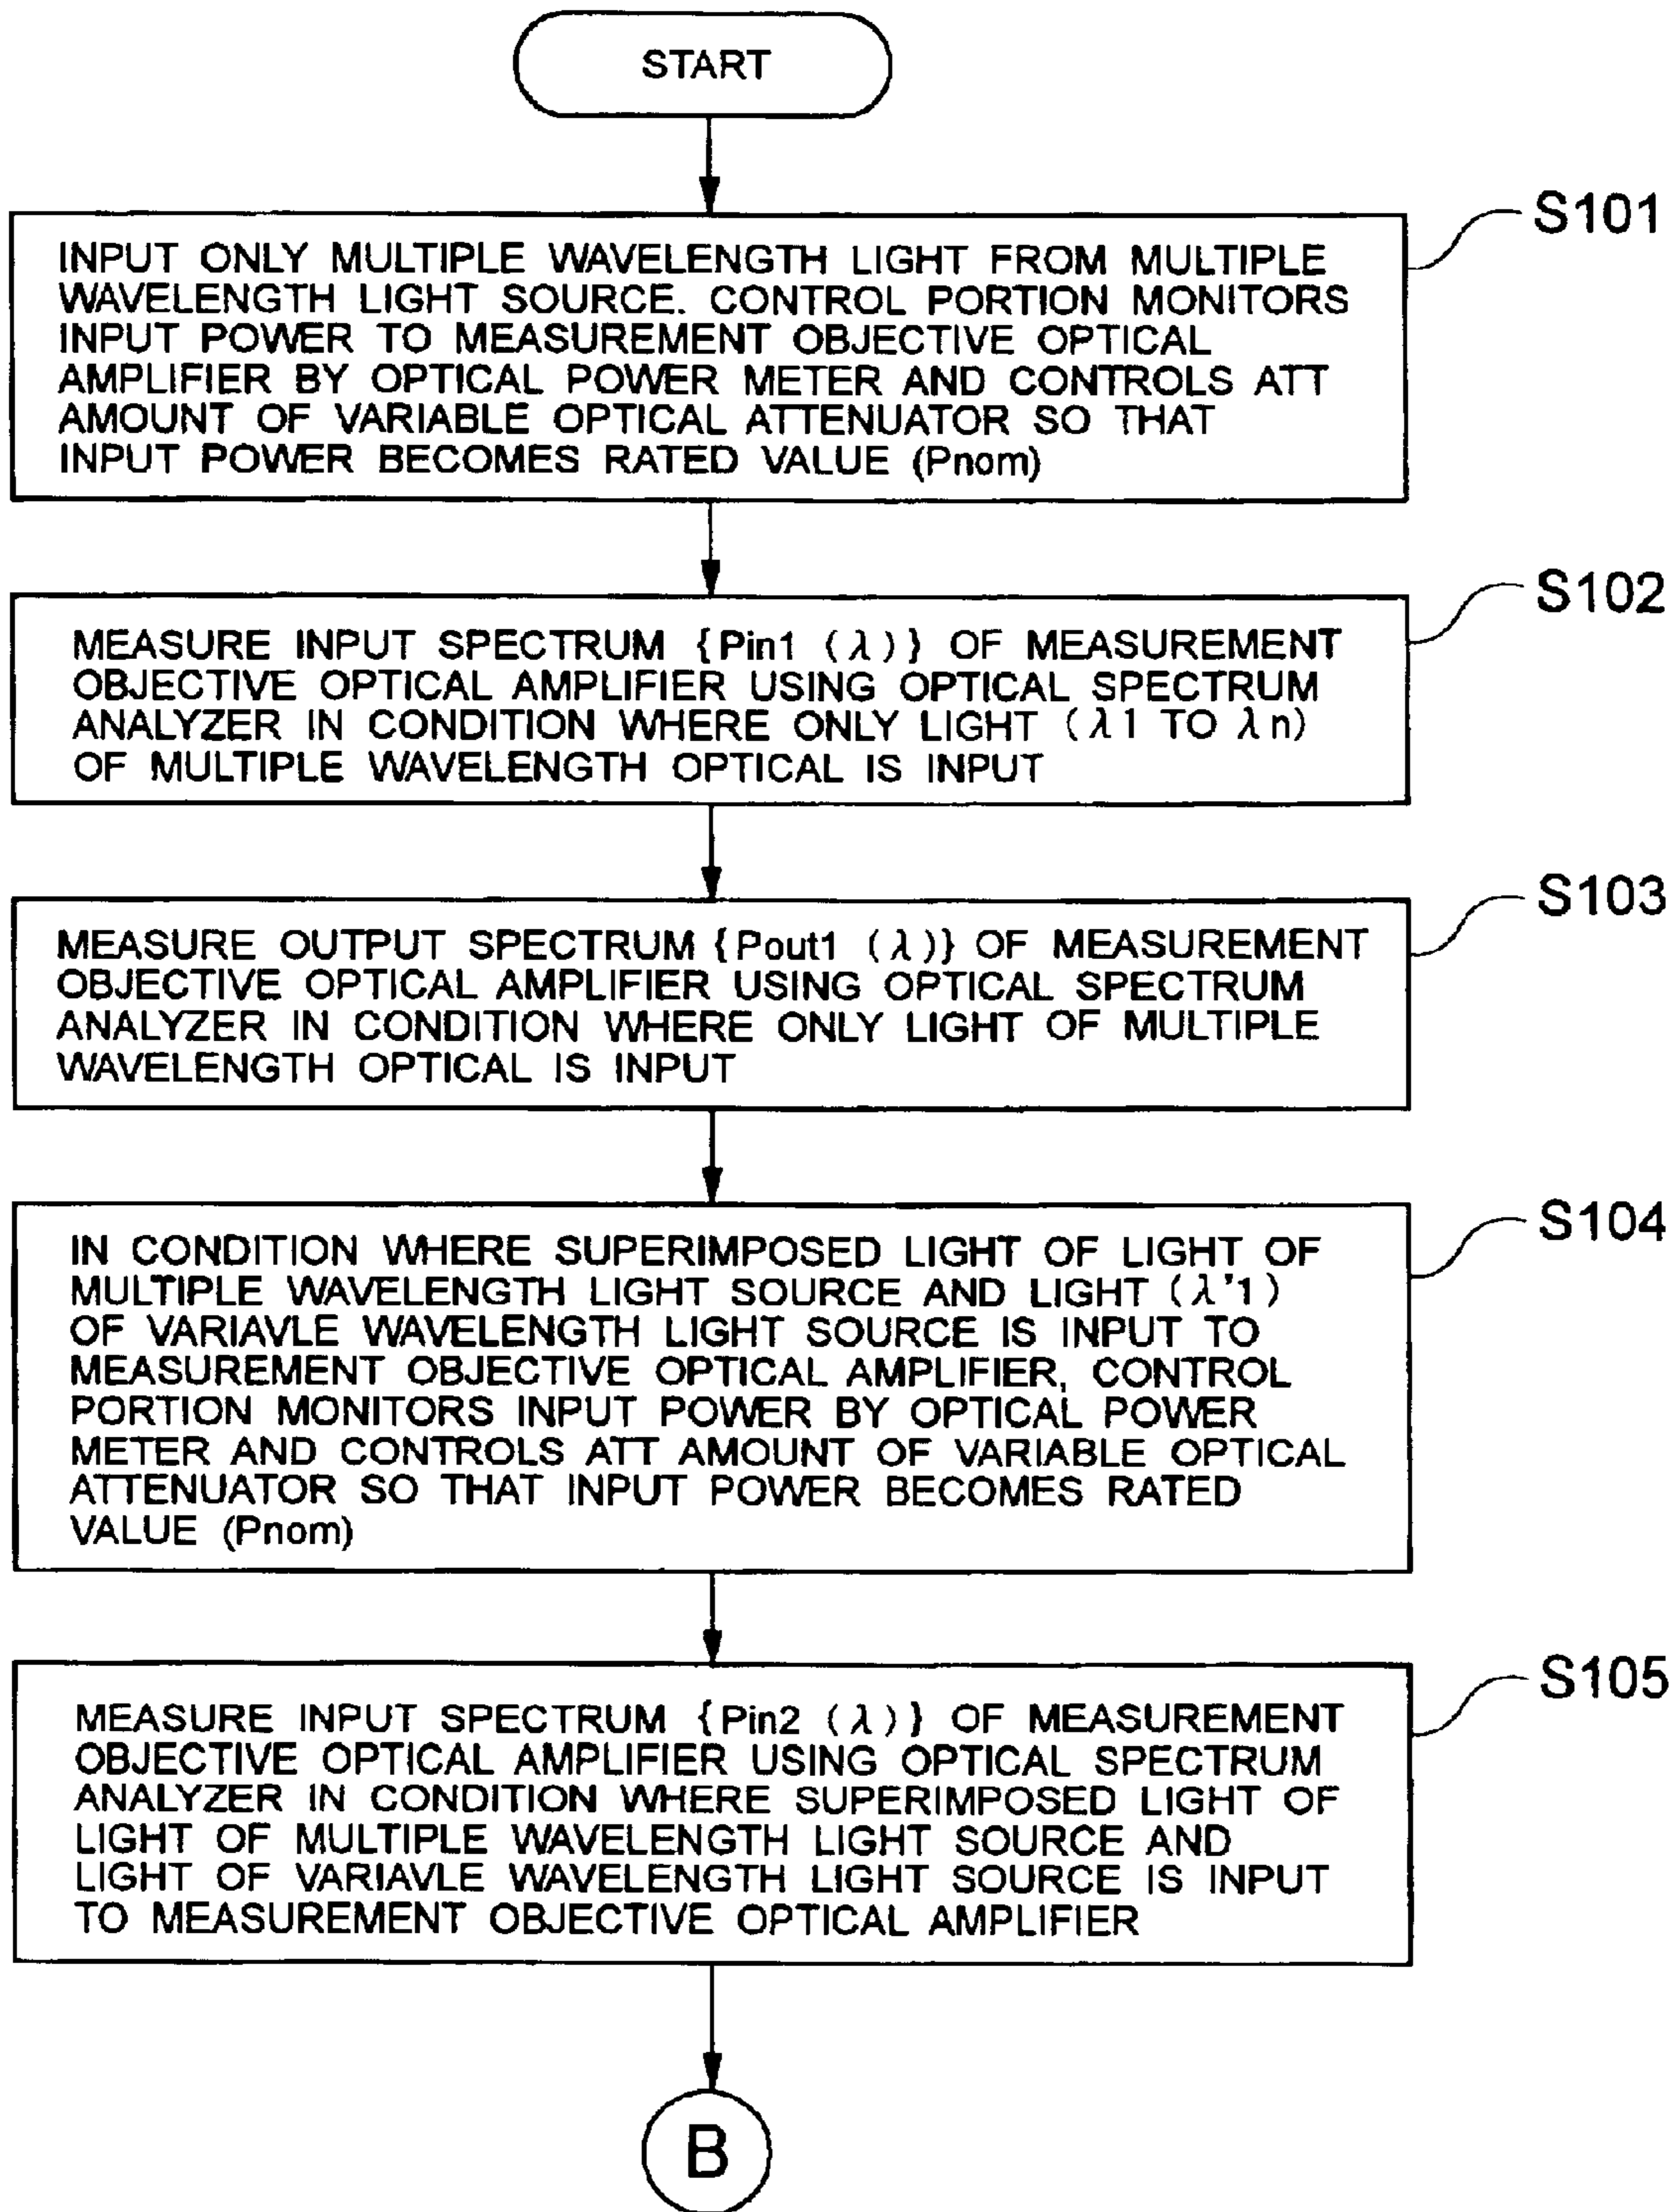 START
S101
INPUT ONLY MULTIPLE WAVELENGTH LIGHT FROM MULTIPLE
WAVELENGTH LIGHT SOURCE. CONTROL PORTION MONITORS
INPUT POWER TO MEASUREMENT OBJECTIVE OPTICAL
AMPLIFIER BY OPTICAL POWER METER AND CONTROLS ATT
AMOUNT OF VARIABLE OPTICAL ATTENUATOR SO THAT
INPUT POWER BECOMES RATED VALUE (Pnom)
S102
MEASURE INPUT SPECTRUM {Pin1 (λ)} OF MEASUREMENT
OBJECTIVE OPTICAL AMPLIFIER USING OPTICAL SPECTRUM
ANALYZER IN CONDITION WHERE ONLY LIGHT (λ1 TO λn)
OF MULTIPLE WAVELENGTH OPTICAL IS INPUT
S103
MEASURE OUTPUT SPECTRUM {Pout1 (λ)} OF MEASUREMENT
OBJECTIVE OPTICAL AMPLIFIER USING OPTICAL SPECTRUM
ANALYZER IN CONDITION WHERE ONLY LIGHT OF MULTIPLE
WAVELENGTH OPTICAL IS INPUT
S104
IN CONDITION WHERE SUPERIMPOSED LIGHT OF LIGHT OF
MULTIPLE WAVELENGTH LIGHT SOURCE AND LIGHT (λ'1)
OF VARIAVLE WAVELENGTH LIGHT SOURCE IS INPUT TO
MEASUREMENT OBJECTIVE OPTICAL AMPLIFIER, CONTROL
PORTION MONITORS INPUT POWER BY OPTICAL POWER
METER AND CONTROLS ATT AMOUNT OF VARIABLE OPTICAL
ATTENUATOR SO THAT INPUT POWER BECOMES RATED
VALUE (Pnom)
S105
MEASURE INPUT SPECTRUM {Pin2 (λ)} OF MEASUREMENT
OBJECTIVE OPTICAL AMPLIFIER USING OPTICAL SPECTRUM
ANALYZER IN CONDITION WHERE SUPERIMPOSED LIGHT OF
LIGHT OF MULTIPLE WAVELENGTH LIGHT SOURCE AND
LIGHT OF VARIAVLE WAVELENGTH LIGHT SOURCE IS INPUT
TO MEASUREMENT OBJECTIVE OPTICAL AMPLIFIER
B